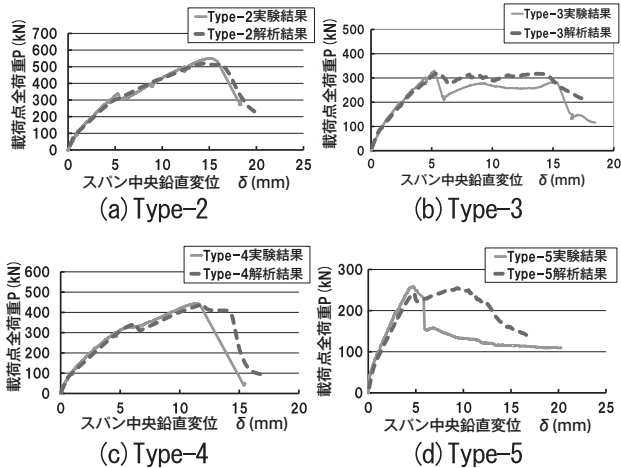 Type-2実験結果
Type-2解析結果
載荷点全荷重P (kN)
700
600
500
400
300
200
100
0
0 5 10 15 20 25
スパン中央鉛直変位 δ(mm)
(a) Type-2
Type-3実験結果
Type-3解析結果
載荷点全荷重P (kN)
500
400
300
200
100
0
0 5 10 15 20
スパン中央鉛直変位 δ(mm)
(b) Type-3
Type-4実験結果
Type-4解析結果
載荷点全荷重P (kN)
600
500
400
300
200
100
0
0 5 10 15 20
スパン中央鉛直変位 δ(mm)
(c) Type-4
Type-5実験結果
Type-5解析結果
載荷点全荷重P (kN)
300
200
100
0
0 5 10 15 20 25
スパン中央鉛直変位 δ(mm)
(d) Type-5